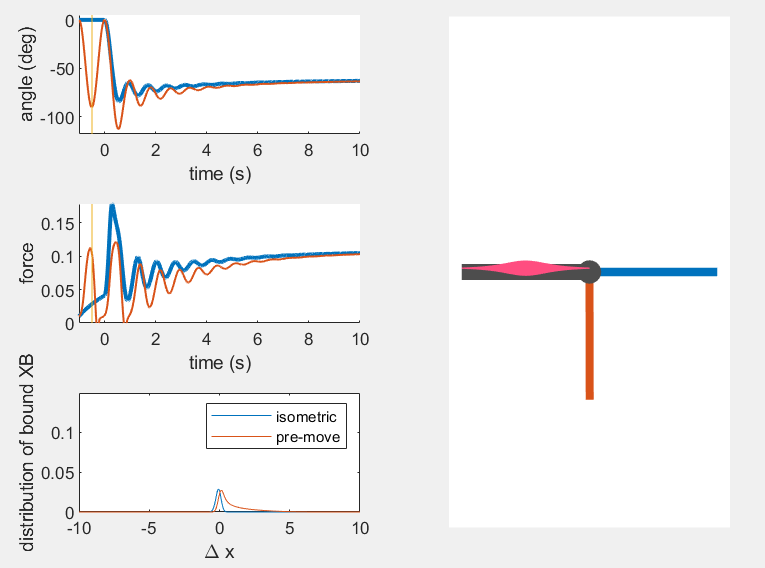 angle (deg)
0
-50
-100
0 2 4 6 8 10
time (s)
force
0.15
0.1
0.05
0
0 2 4 6 8 10
time (s)
distribution of bound XB
0.1
0.05
0
isometric
pre-move
-10 -5 0 5 10
Δ x